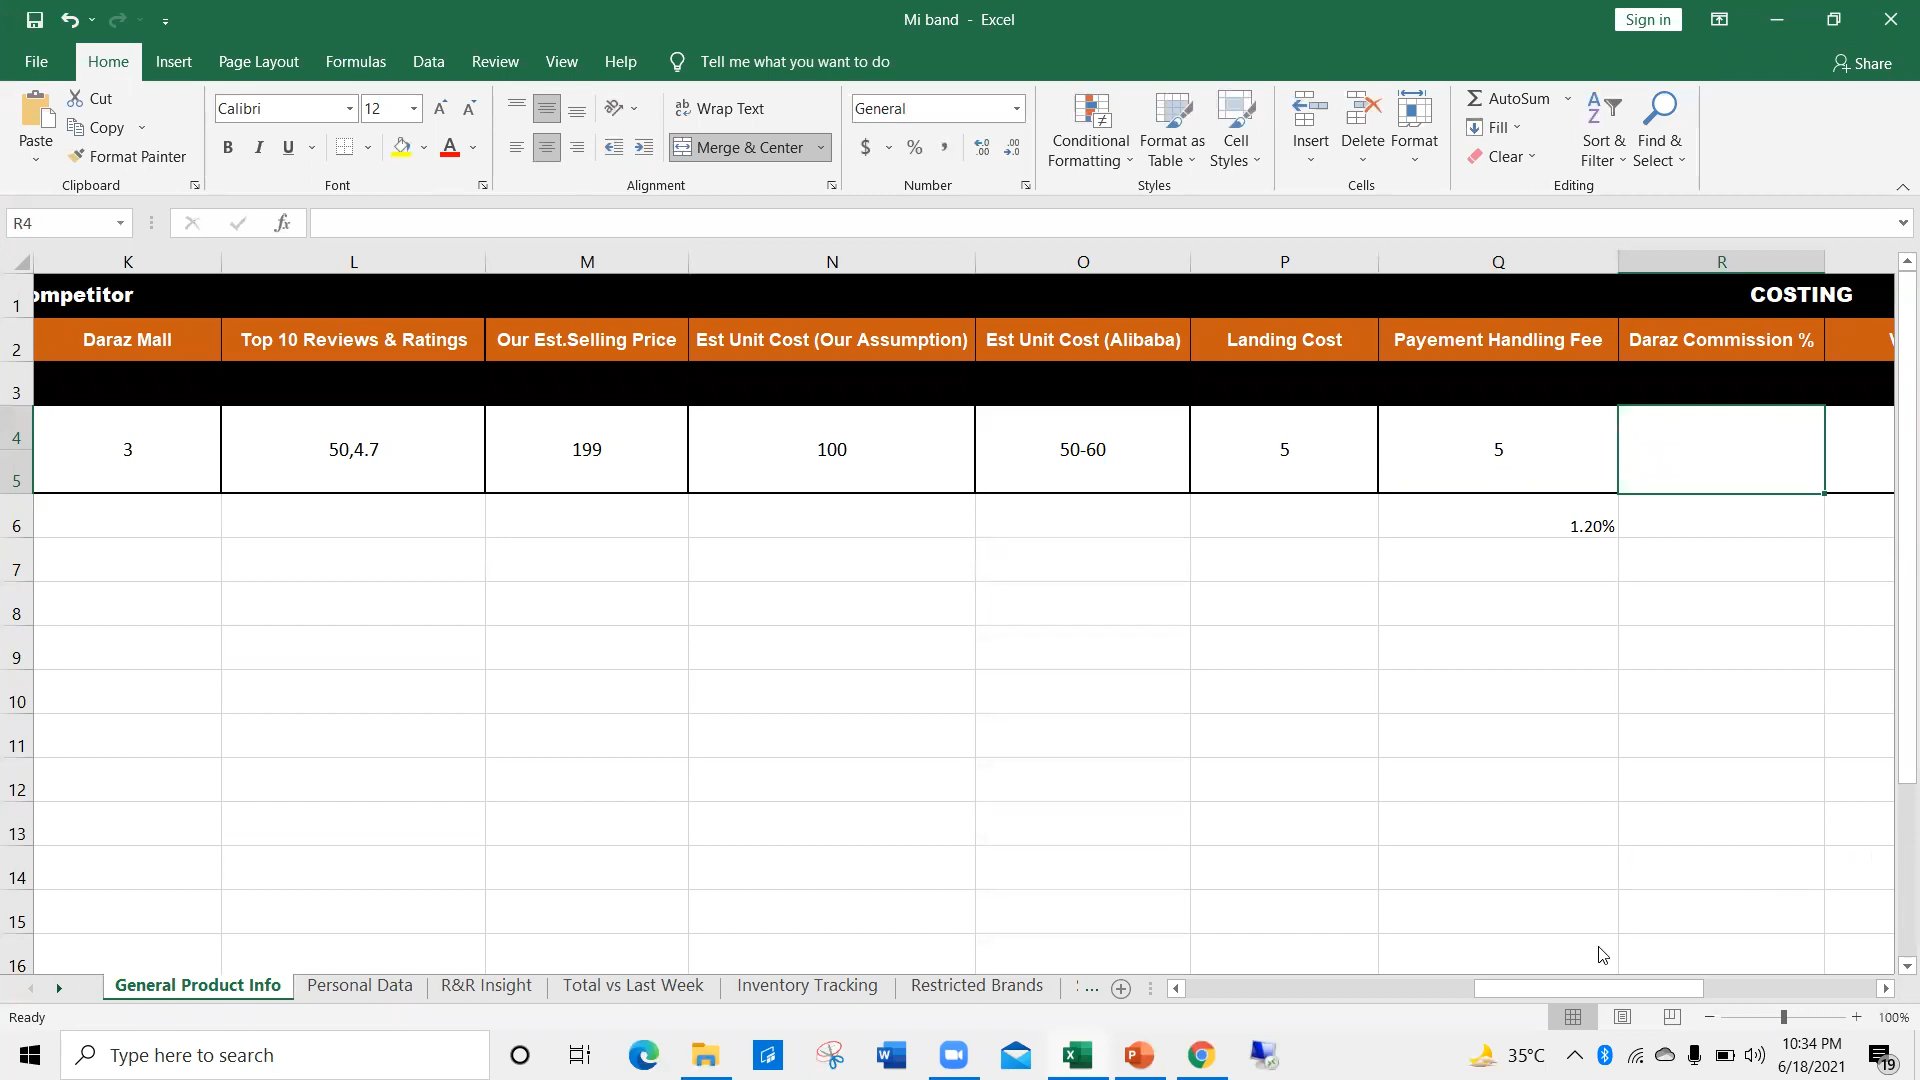 Mi band - Excel
Sign in
File Home Insert Page Layout Formulas Data Review View Help Tell me what you want to do Share
Paste
Cut
Copy
Format Painter
Clipboard
Calibri 12
B I U
Font
Wrap Text
Merge & Center
Alignment
General
$ % ,
Number
Conditional Formatting
Format as Table
Cell Styles
Styles
Insert Delete Format
Cells
AutoSum
Fill
Clear
Sort & Filter
Find & Select
Editing
R4 fx
K L M N O P Q R
1 ompetitor COSTING
2 Daraz Mall Top 10 Reviews & Ratings Our Est.Selling Price Est Unit Cost (Our Assumption) Est Unit Cost (Alibaba) Landing Cost Payement Handling Fee Daraz Commission %
3
4 3 50,4.7 199 100 50-60 5 5
5
6 1.20%
7
8
9
10
11
12
13
14
15
16
General Product Info Personal Data R&R Insight Total vs Last Week Inventory Tracking Restricted Brands ...
Ready 100%
Type here to search
35°C
10:34 PM
6/18/2021
19